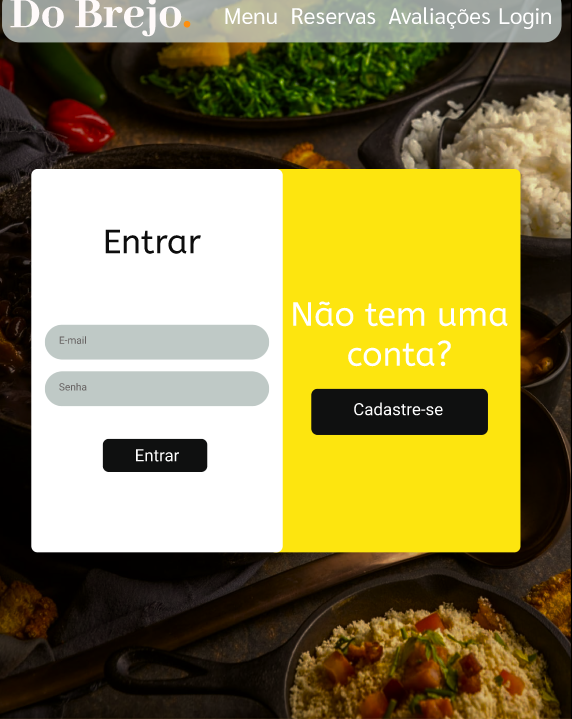 Do Brejo.
Menu Reservas Avaliações Login
Entrar
E-mail
Senha
Entrar
Não tem uma
conta?
Cadastre-se